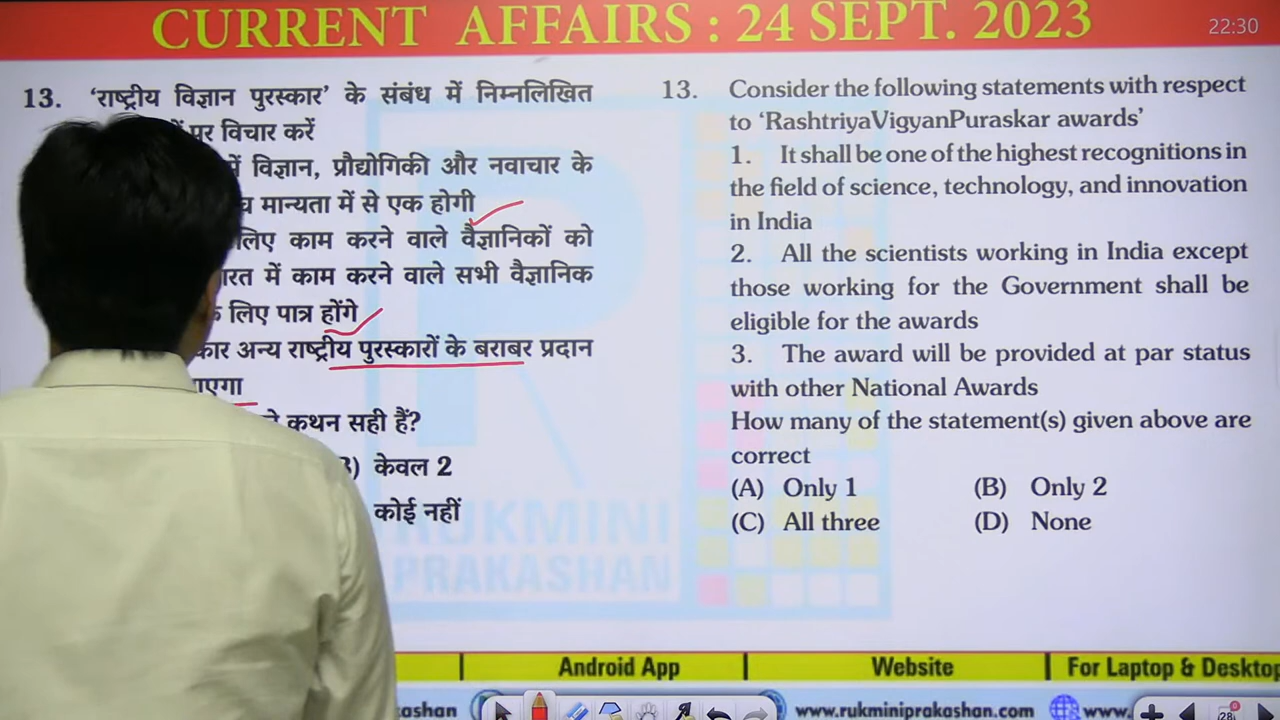 CURRENT AFFAIRS : 24 SEPT. 2023
22:30
13. 'राष्ट्रीय विज्ञान पुरस्कार' के संबंध में निम्नलिखित
पर विचार करें
में विज्ञान, प्रौद्योगिकी और नवाचार के
मान्यता में से एक होगी
लिए काम करने वाले वैज्ञानिकों को
में काम करने वाले सभी वैज्ञानिक
लिए पात्र होंगे
अन्य राष्ट्रीय पुरस्कारों के बराबर प्रदान
कथन सही हैं?
केवल 2
कोई नहीं
13. Consider the following statements with respect
to 'RashtriyaVigyanPuraskar awards'
1. It shall be one of the highest recognitions in
the field of science, technology, and innovation
in India
2. All the scientists working in India except
those working for the Government shall be
eligible for the awards
3. The award will be provided at par status
with other National Awards
How many of the statement(s) given above are
correct
(A) Only 1 (B) Only 2
(C) All three (D) None
RUKMINI
PRAKASHAN
Android App Website For Laptop &
www.rukminiprakashan.com www.
28